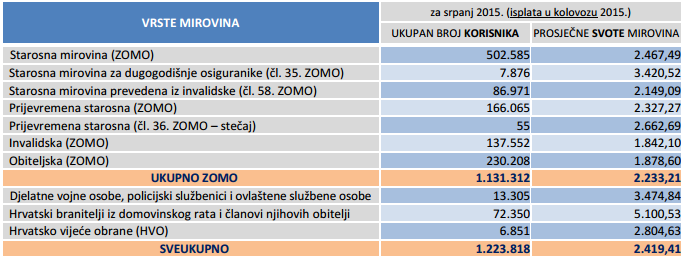 VRSTE MIROVINA
za srpanj 2015. (isplata u kolovozu 2015.)
UKUPAN BROJ KORISNIKA PROSJEČNE SVOTE MIROVINA
Starosna mirovina (ZOMO) 502.585 2.467,49
Starosna mirovina za dugogodišnje osiguranike (čl. 35. ZOMO) 7.876 3.420,52
Starosna mirovina prevedena iz invalidske (čl. 58. ZOMO) 86.971 2.149,09
Prijevremena starosna (ZOMO) 166.065 2.327,27
Prijevremena starosna (čl. 36. ZOMO – stečaj) 55 2.662,69
Invalidska (ZOMO) 137.552 1.842,10
Obiteljska (ZOMO) 230.208 1.878,60
UKUPNO ZOMO 1.131.312 2.233,21
Djelatne vojne osobe, policijski službenici i ovlaštene službene osobe 13.305 3.474,84
Hrvatski branitelji iz domovinskog rata i članovi njihovih obitelji 72.350 5.100,53
Hrvatsko vijeće obrane (HVO) 6.851 2.804,63
SVEUKUPNO 1.223.818 2.419,41